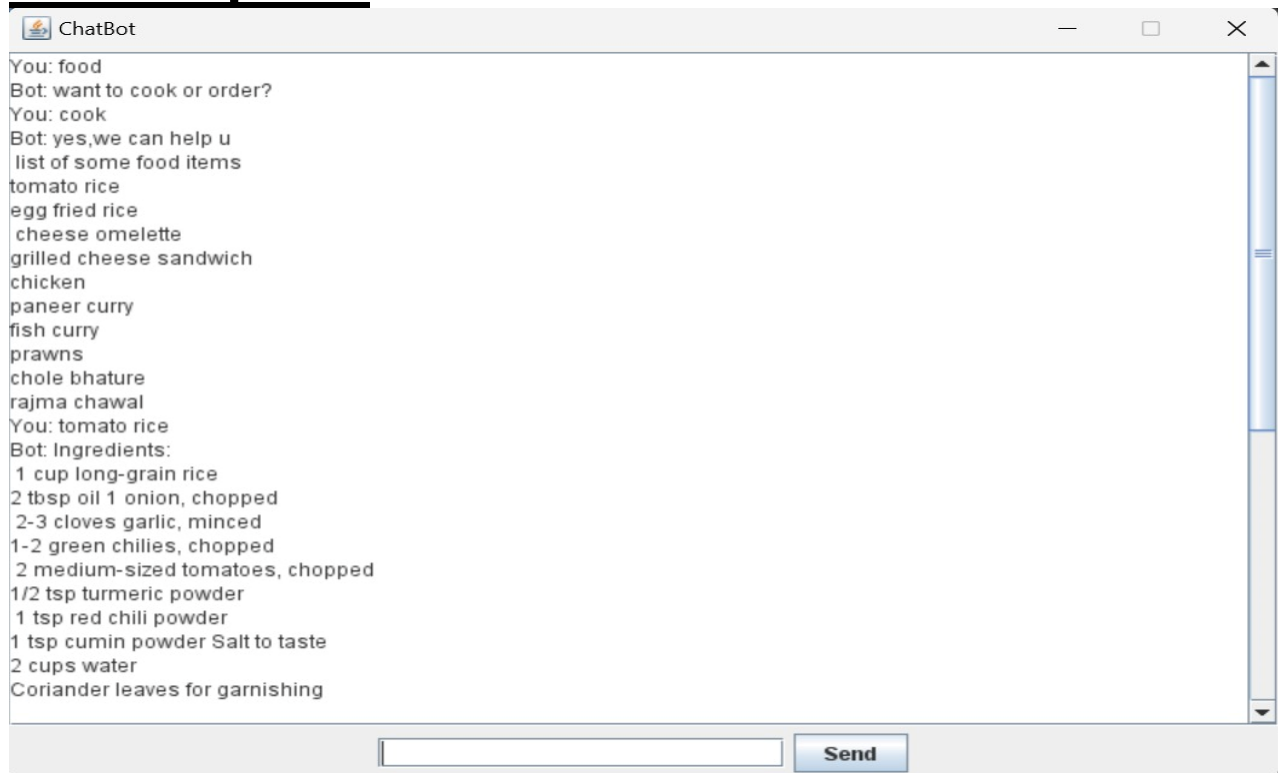 ChatBot
You: food
Bot: want to cook or order?
You: cook
Bot: yes,we can help u
list of some food items
tomato rice
egg fried rice
cheese omelette
grilled cheese sandwich
chicken
paneer curry
fish curry
prawns
chole bhature
rajma chawal
You: tomato rice
Bot: Ingredients:
1 cup long-grain rice
2 tbsp oil 1 onion, chopped
2-3 cloves garlic, minced
1-2 green chilies, chopped
2 medium-sized tomatoes, chopped
1/2 tsp turmeric powder
1 tsp red chili powder
1 tsp cumin powder Salt to taste
2 cups water
Coriander leaves for garnishing
Send